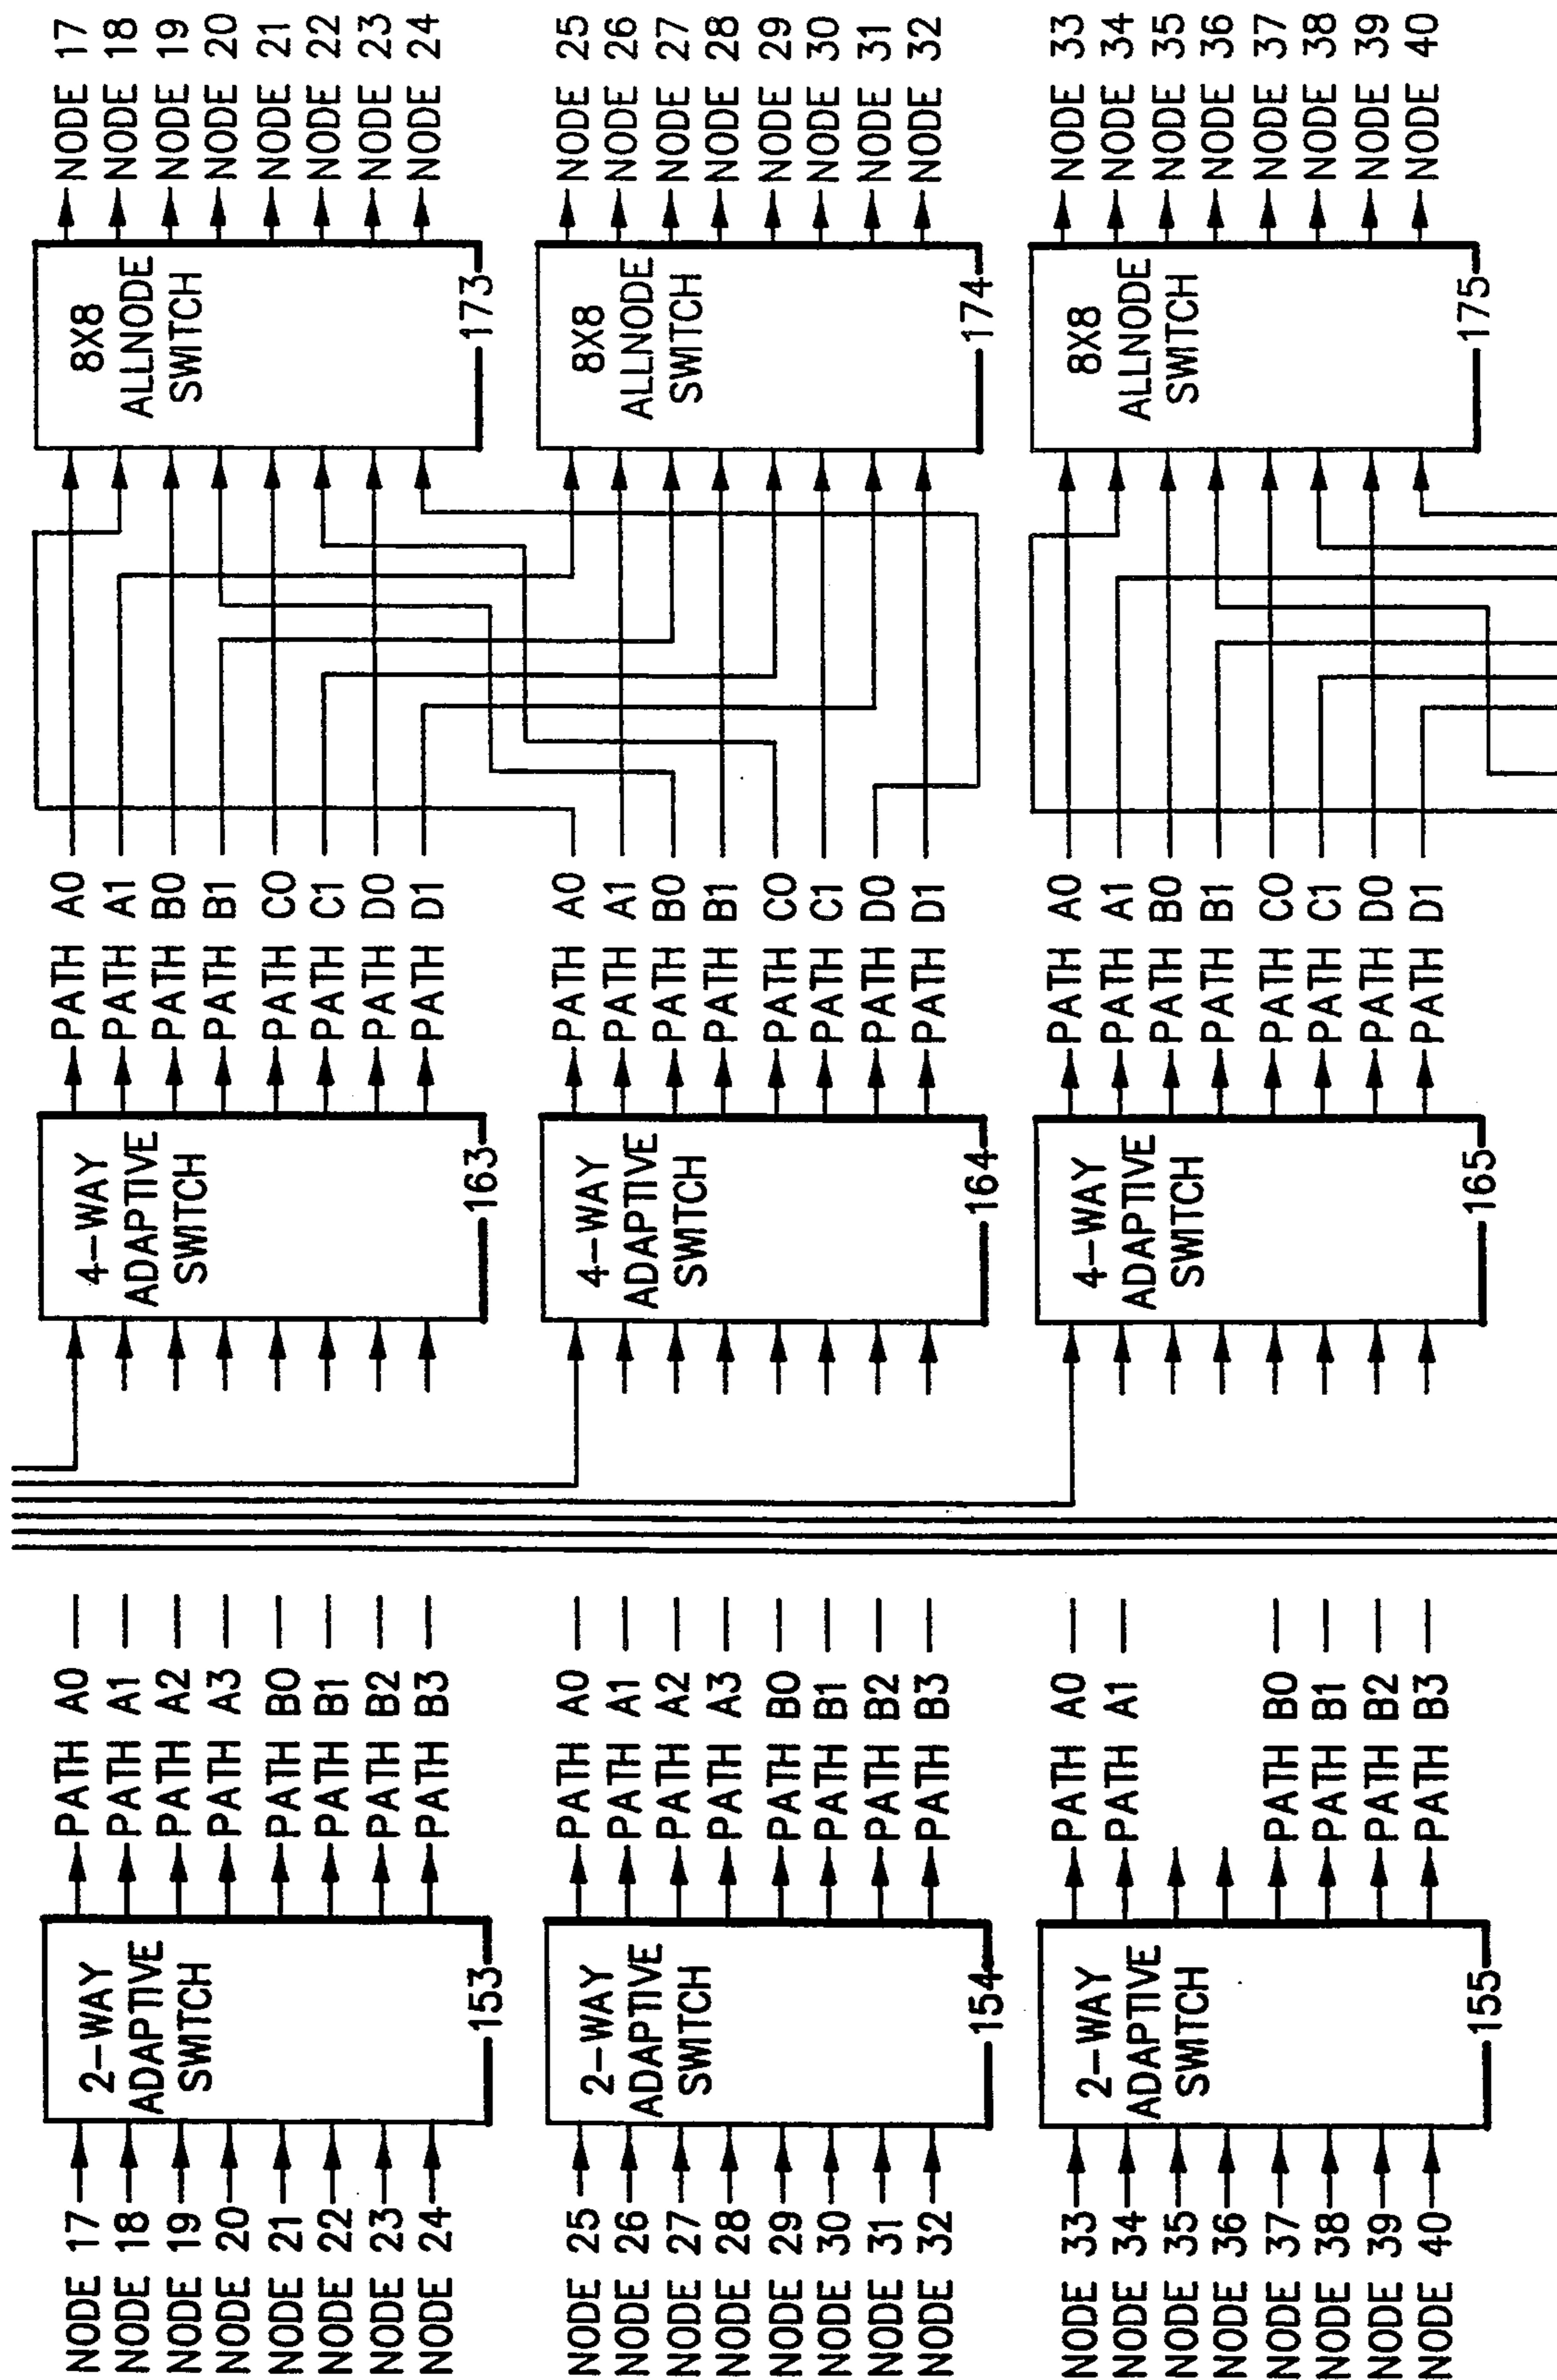 NODE 17
NODE 18
NODE 19
NODE 20
NODE 21
NODE 22
NODE 23
NODE 24
2-WAY
ADAPTIVE
SWITCH
153
PATH A0
PATH A1
PATH A2
PATH A3
PATH B0
PATH B1
PATH B2
PATH B3
4-WAY
ADAPTIVE
SWITCH
163
PATH A0
PATH A1
PATH B0
PATH B1
PATH C0
PATH C1
PATH D0
PATH D1
8X8
ALLNODE
SWITCH
173
NODE 17
NODE 18
NODE 19
NODE 20
NODE 21
NODE 22
NODE 23
NODE 24
NODE 25
NODE 26
NODE 27
NODE 28
NODE 29
NODE 30
NODE 31
NODE 32
2-WAY
ADAPTIVE
SWITCH
154
PATH A0
PATH A1
PATH A2
PATH A3
PATH B0
PATH B1
PATH B2
PATH B3
4-WAY
ADAPTIVE
SWITCH
164
PATH A0
PATH A1
PATH B0
PATH B1
PATH C0
PATH C1
PATH D0
PATH D1
8X8
ALLNODE
SWITCH
174
NODE 25
NODE 26
NODE 27
NODE 28
NODE 29
NODE 30
NODE 31
NODE 32
NODE 33
NODE 34
NODE 35
NODE 36
NODE 37
NODE 38
NODE 39
NODE 40
2-WAY
ADAPTIVE
SWITCH
155
PATH A0
PATH A1
PATH B0
PATH B1
PATH B2
PATH B3
4-WAY
ADAPTIVE
SWITCH
165
PATH A0
PATH A1
PATH B0
PATH B1
PATH C0
PATH C1
PATH D0
PATH D1
8X8
ALLNODE
SWITCH
175
NODE 33
NODE 34
NODE 35
NODE 36
NODE 37
NODE 38
NODE 39
NODE 40